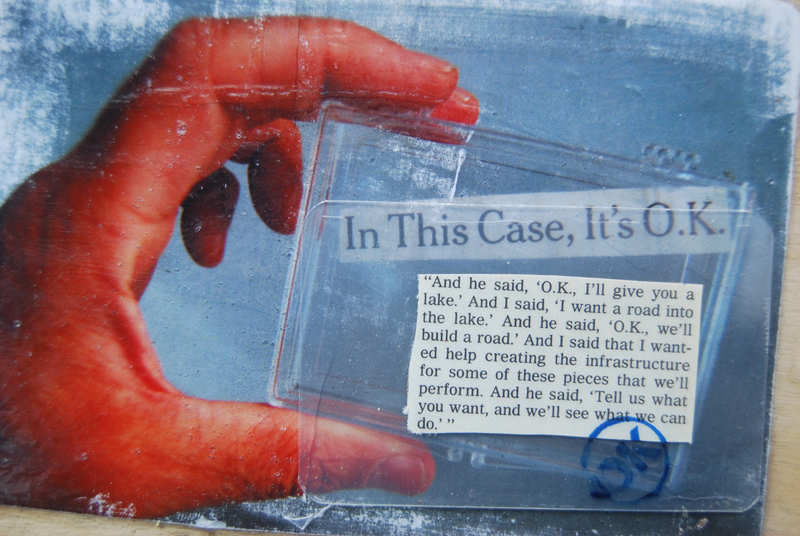 In This Case, It's O.K.
"And he said, 'O.K., I'll give you a
lake.' And I said, 'I want a road into
the lake.' And he said, 'O.K., we'll
build a road.' And I said that I want-
ed help creating the infrastructure
for some of these pieces that we'll
perform. And he said, 'Tell us what
you want, and we'll see what we can
do.' "
OK